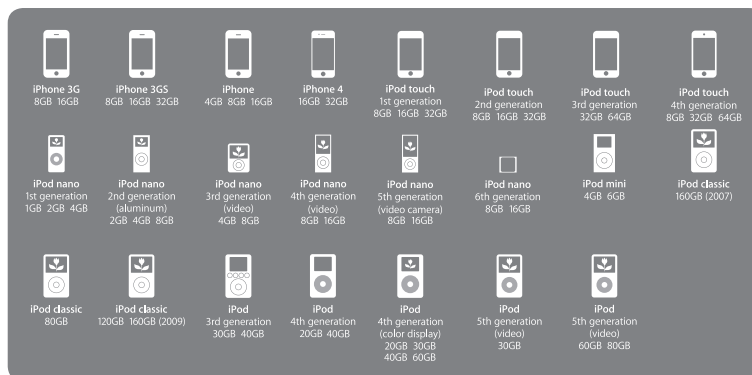 iPhone 3G
8GB 16GB
iPhone 3GS
8GB 16GB 32GB
iPhone
4GB 8GB 16GB
iPhone 4
16GB 32GB
iPod touch
1st generation
8GB 16GB 32GB
iPod touch
2nd generation
8GB 16GB 32GB
iPod touch
3rd generation
32GB 64GB
iPod touch
4th generation
8GB 32GB 64GB
iPod nano
1st generation
1GB 2GB 4GB
iPod nano
2nd generation
(aluminum)
2GB 4GB 8GB
iPod nano
3rd generation
(video)
4GB 8GB
iPod nano
4th generation
(video)
8GB 16GB
iPod nano
5th generation
(video camera)
8GB 16GB
iPod nano
6th generation
8GB 16GB
iPod mini
4GB 6GB
iPod classic
160GB (2007)
iPod classic
80GB
iPod classic
120GB 160GB (2009)
iPod
3rd generation
30GB 40GB
iPod
4th generation
20GB 40GB
iPod
4th generation
(color display)
20GB 30GB
40GB 60GB
iPod
5th generation
(video)
30GB
iPod
5th generation
(video)
60GB 80GB